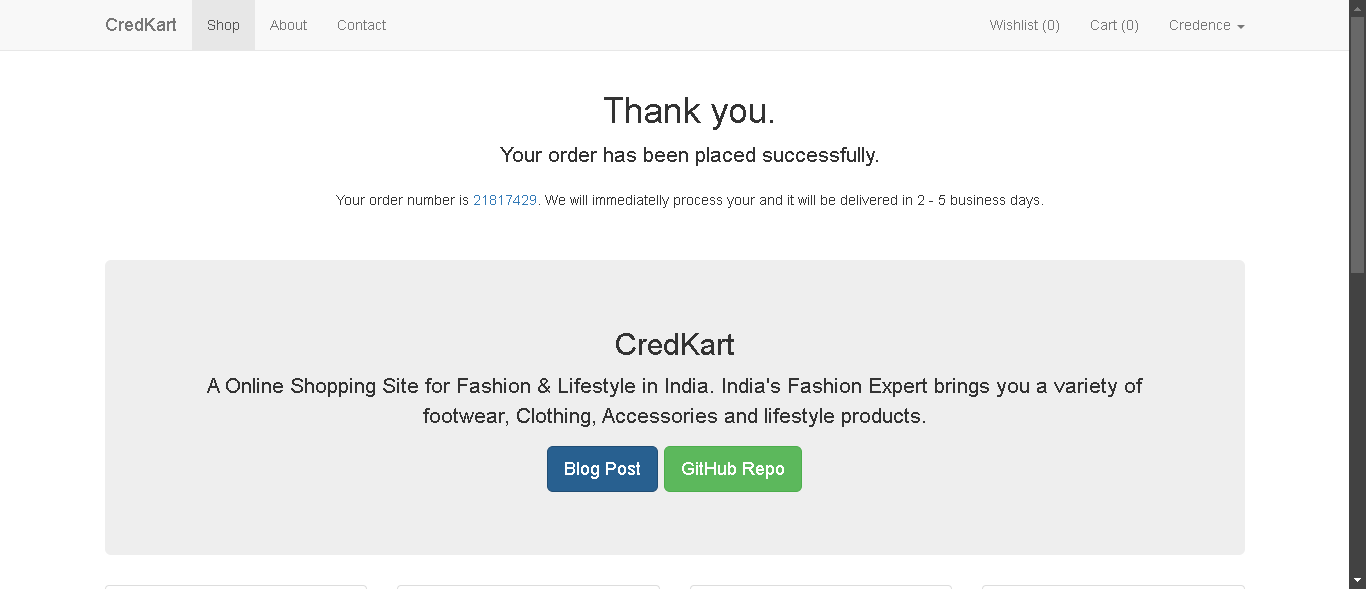 CredKart Shop About Contact Wishlist (0) Cart (0) Credence
Thank you.
Your order has been placed successfully.
Your order number is 21817429. We will immediatelly process your and it will be delivered in 2 - 5 business days.
CredKart
A Online Shopping Site for Fashion & Lifestyle in India. India's Fashion Expert brings you a variety of
footwear, Clothing, Accessories and lifestyle products.
Blog Post GitHub Repo